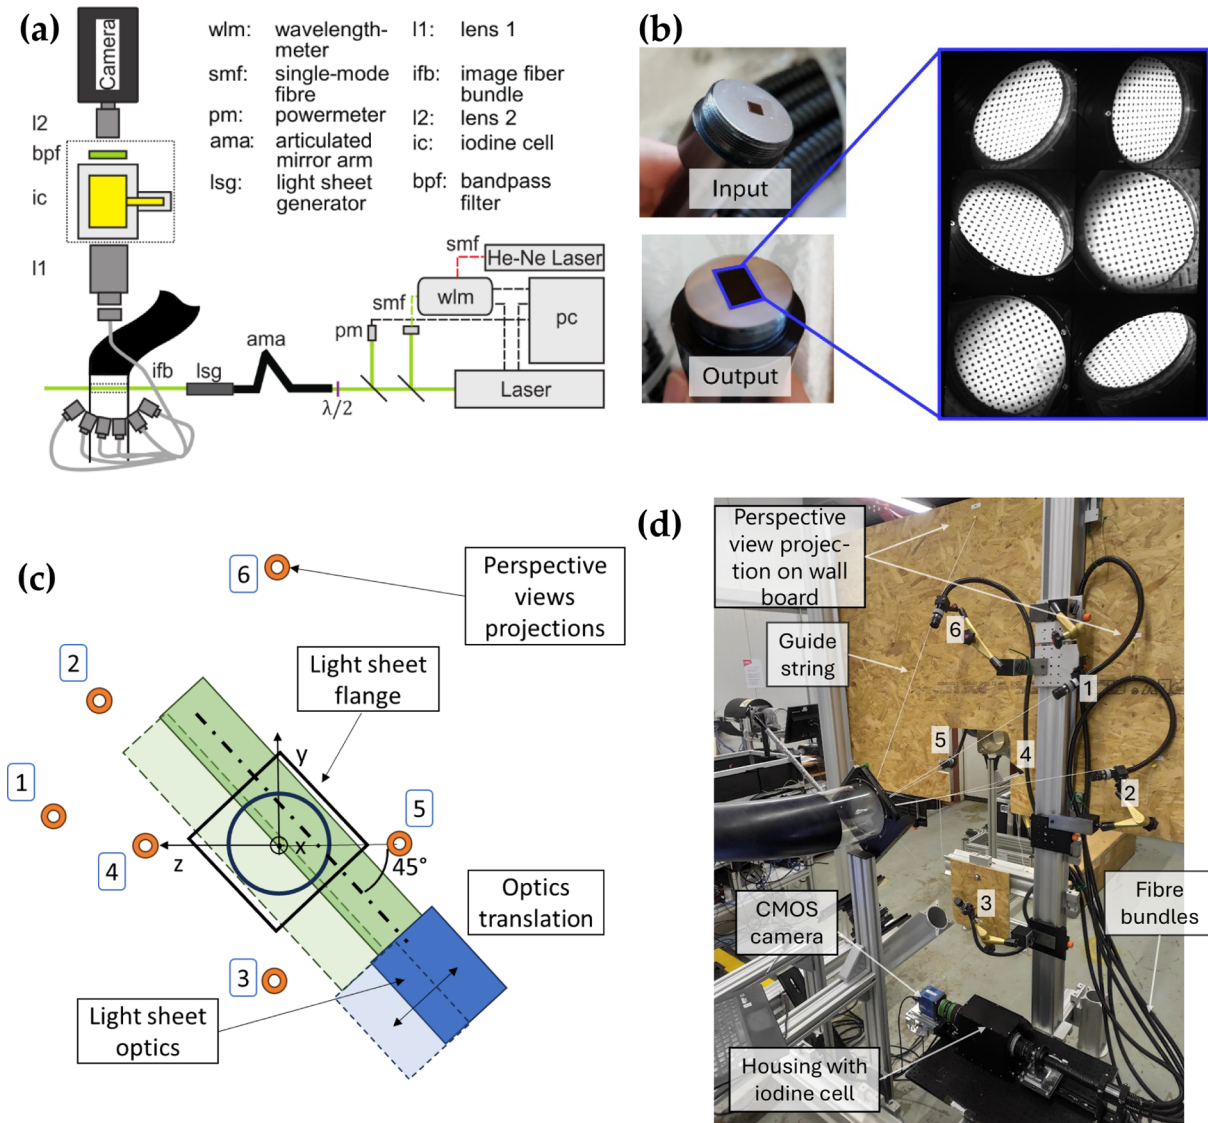 (a)
Camera
l2
bpf
ic
l1
wlm: wavelength-
meter
smf: single-mode
fibre
pm: powermeter
ama: articulated
mirror arm
lsg: light sheet
generator
l1: lens 1
ifb: image fiber
bundle
l2: lens 2
ic: iodine cell
bpf: bandpass
filter
smf
He-Ne Laser
smf
wlm
pm
pc
ama
ifb
lsg
λ/2
Laser
(b)
Input
Output
(c)
6
Perspective
views
projections
2
Light sheet
flange
y
1
5
4
z
x
45°
Optics
translation
3
Light sheet
optics
(d)
Perspective
view projec-
tion on wall
board
6
Guide
string
1
5
4
2
3
CMOS
camera
Fibre
bundles
Housing with
iodine cell